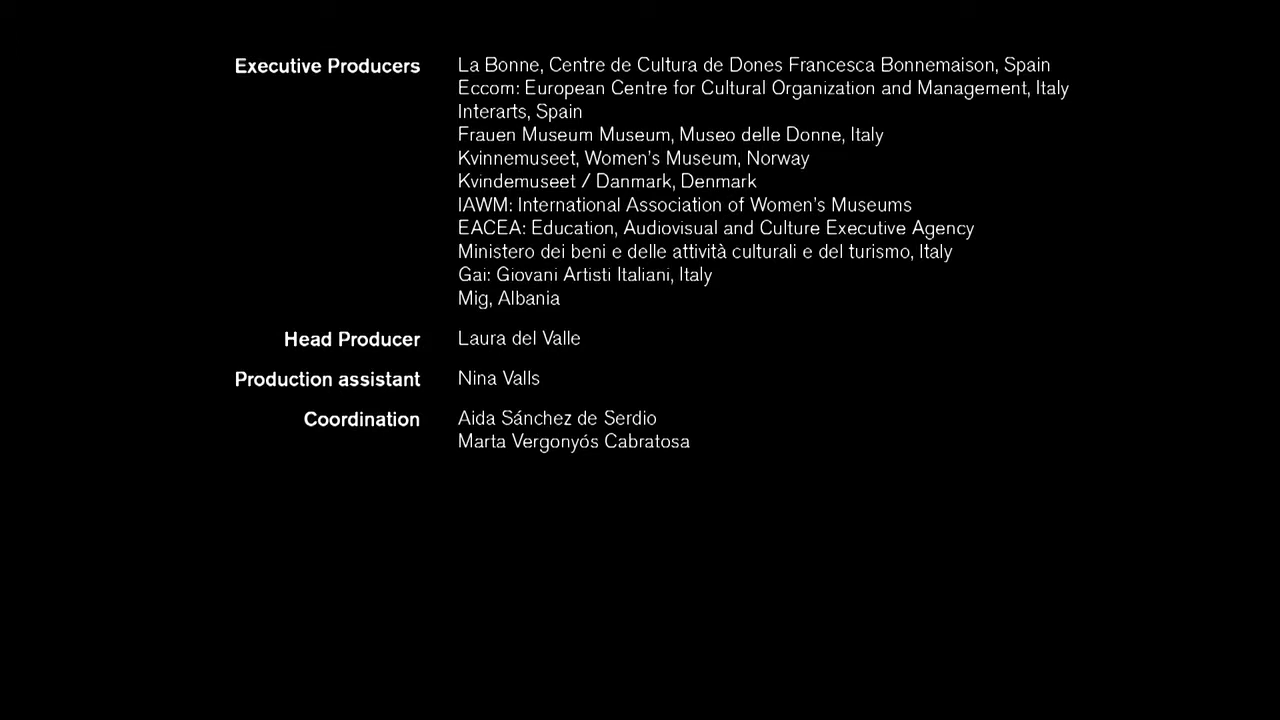 Executive Producers La Bonne, Centre de Cultura de Dones Francesca Bonnemaison, Spain
Eccom: European Centre for Cultural Organization and Management, Italy
Interarts, Spain
Frauen Museum Museum, Museo delle Donne, Italy
Kvinnemuseet, Women's Museum, Norway
Kvindemuseet / Danmark, Denmark
IAWM: International Association of Women's Museums
EACEA: Education, Audiovisual and Culture Executive Agency
Ministero dei beni e delle attività culturali e del turismo, Italy
Gai: Giovani Artisti Italiani, Italy
Mig, Albania
Head Producer Laura del Valle
Production assistant Nina Valls
Coordination Aida Sánchez de Serdio
Marta Vergonyós Cabratosa